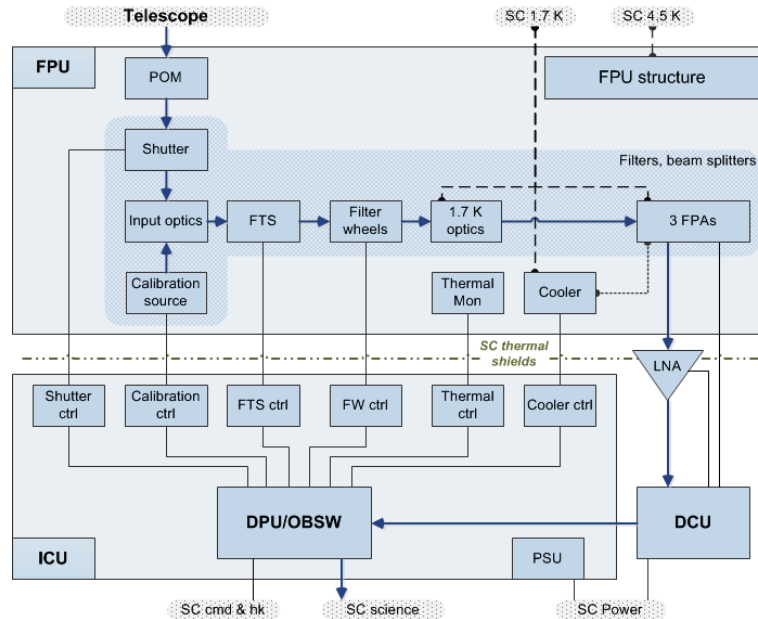 Telescope
SC 1.7 K
SC 4.5 K
FPU
POM
FPU structure
Shutter
Filters, beam splitters
Input optics
FTS
Filter
wheels
1.7 K
optics
3 FPAs
Calibration
source
Thermal
Mon
Cooler
SC thermal
shields
LNA
Shutter
ctrl
Calibration
ctrl
FTS ctrl
FW ctrl
Thermal
ctrl
Cooler ctrl
DPU/OBSW
DCU
ICU
PSU
SC cmd & hk
SC science
SC Power